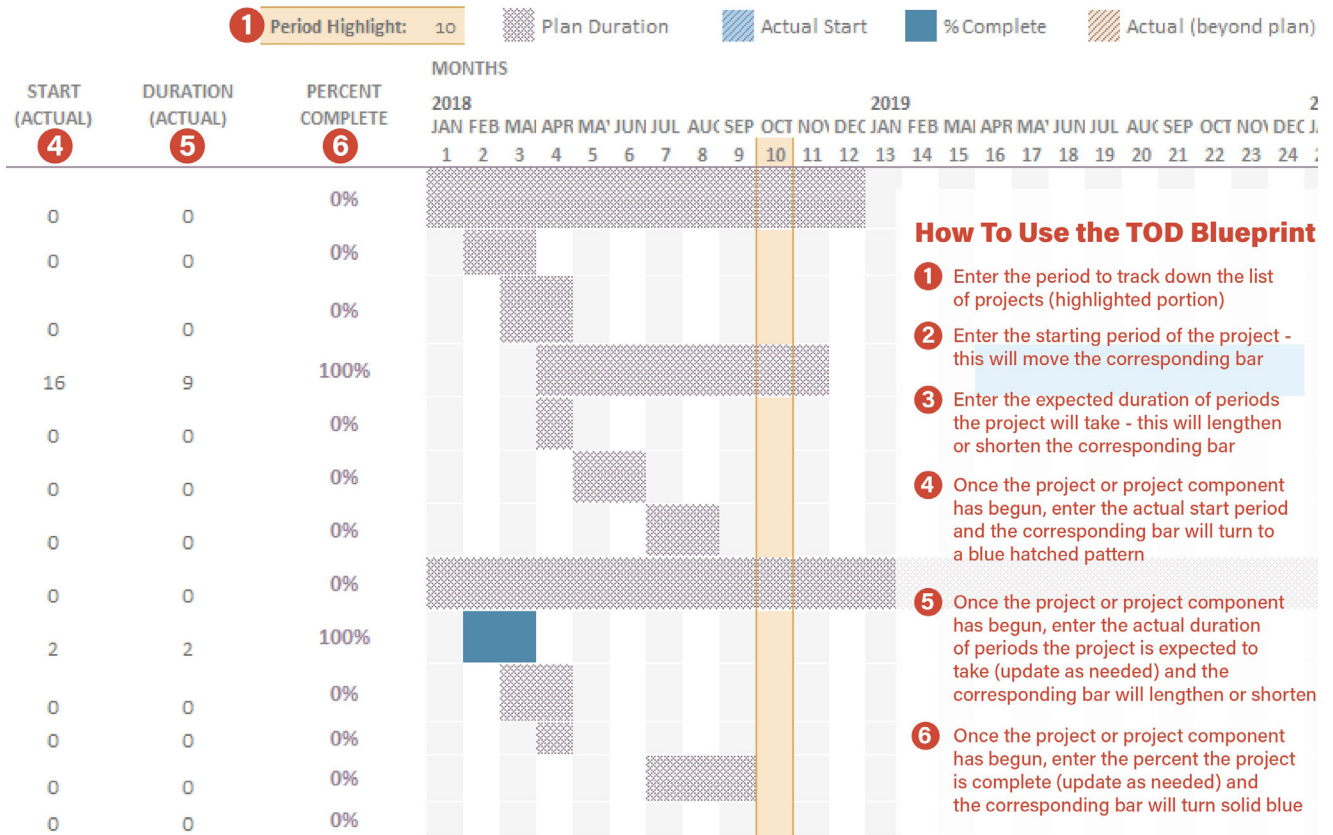 1 Period Highlight: 10 Plan Duration Actual Start % Complete Actual (beyond plan)
MONTHS
START (ACTUAL) DURATION (ACTUAL) PERCENT COMPLETE
4 5 6
2018 2019 2
JAN FEB MAI APR MAY JUN JUL AUG SEP OCT NOV DEC JAN FEB MAI APR MAY JUN JUL AUG SEP OCT NOV DEC J
1 2 3 4 5 6 7 8 9 10 11 12 13 14 15 16 17 18 19 20 21 22 23 24 2
0 0 0%
0 0 0%
0 0 0%
16 9 100%
0 0 0%
0 0 0%
0 0 0%
0 0 0%
2 2 100%
0 0 0%
0 0 0%
0 0 0%
0 0 0%
How To Use the TOD Blueprint
1 Enter the period to track down the list
of projects (highlighted portion)
2 Enter the starting period of the project -
this will move the corresponding bar
3 Enter the expected duration of periods
the project will take - this will lengthen
or shorten the corresponding bar
4 Once the project or project component
has begun, enter the actual start period
and the corresponding bar will turn to
a blue hatched pattern
5 Once the project or project component
has begun, enter the actual duration
of periods the project is expected to
take (update as needed) and the
corresponding bar will lengthen or shorten
6 Once the project or project component
has begun, enter the percent the project
is complete (update as needed) and
the corresponding bar will turn solid blue